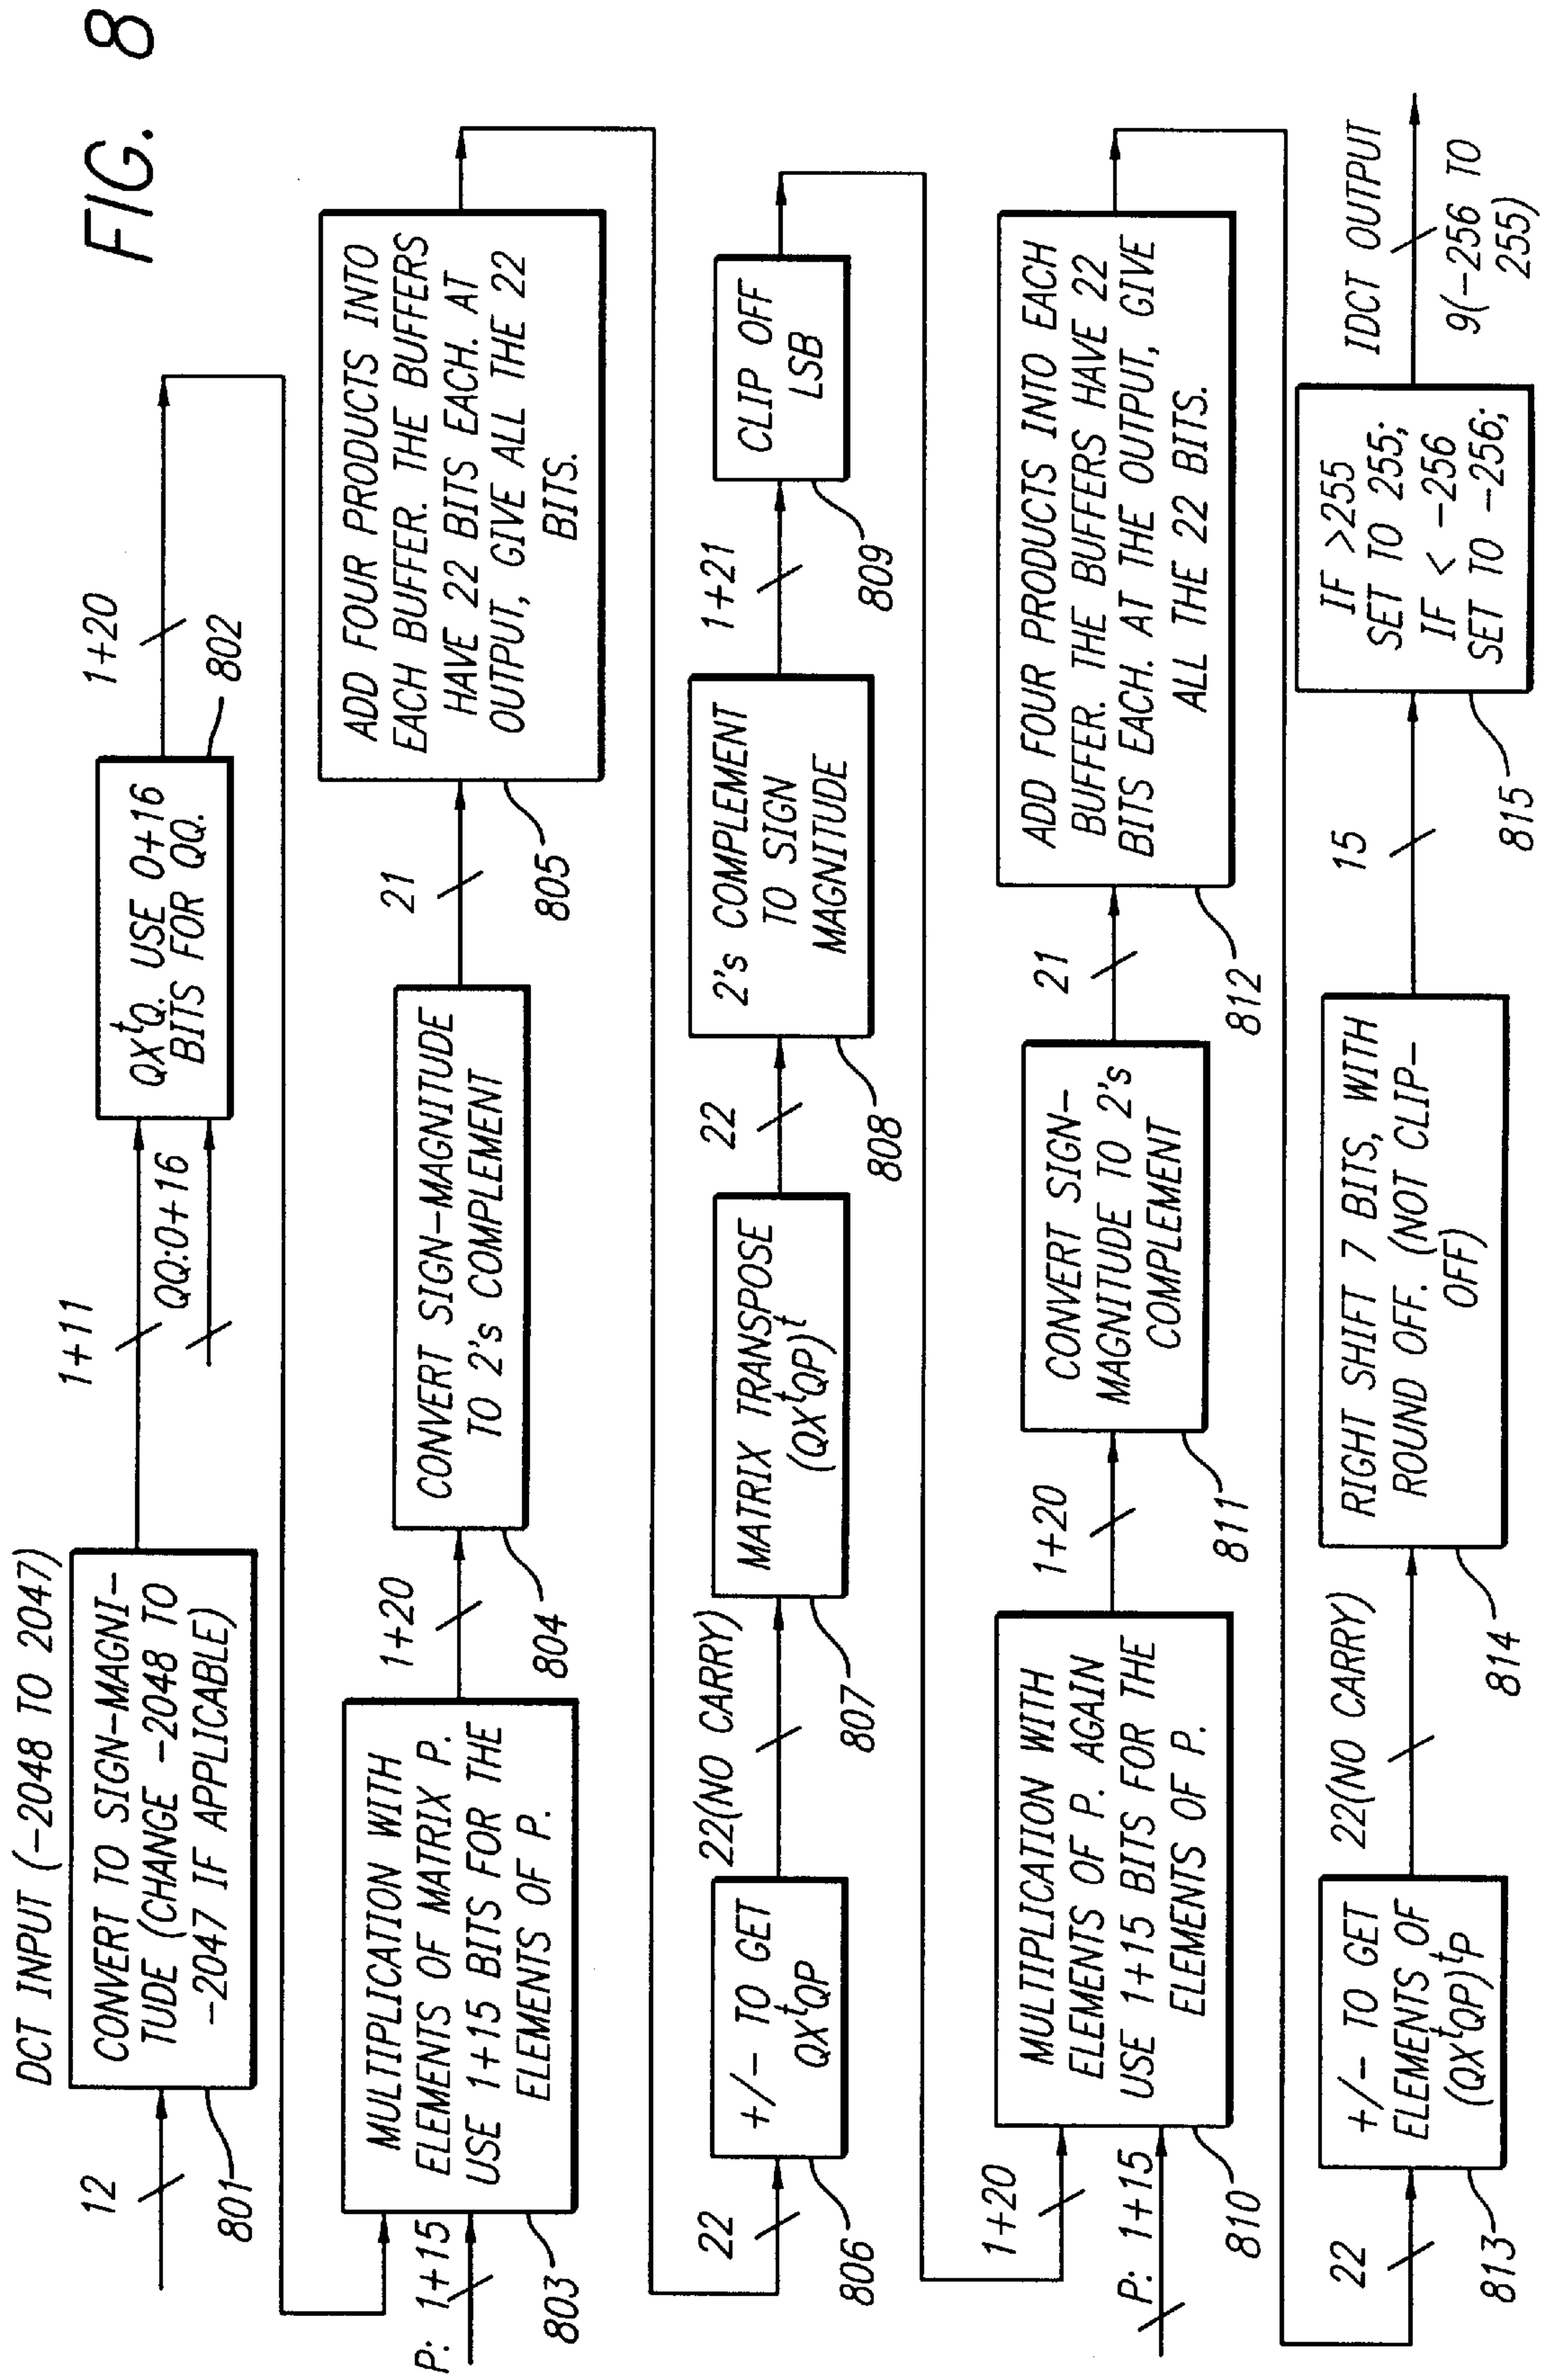 FIG. 8
DCT INPUT (-2048 TO 2047)
12
CONVERT TO SIGN-MAGNI-
TUDE (CHANGE -2048 TO
-2047 IF APPLICABLE)
801
1+11
QQ:0+16
QXᵗQ. USE 0+16
BITS FOR QQ.
802
1+20
P: 1+15
MULTIPLICATION WITH
ELEMENTS OF MATRIX P.
USE 1+15 BITS FOR THE
ELEMENTS OF P.
803
1+20
CONVERT SIGN-MAGNITUDE
TO 2's COMPLEMENT
804
21
ADD FOUR PRODUCTS INTO
EACH BUFFER. THE BUFFERS
HAVE 22 BITS EACH. AT
OUTPUT, GIVE ALL THE 22
BITS.
805
22
+/- TO GET
QXᵗQP
806
22(NO CARRY)
MATRIX TRANSPOSE
(QXᵗQP)ᵗ
807
22
2's COMPLEMENT
TO SIGN
MAGNITUDE
808
1+21
CLIP OFF
LSB
809
1+20
P: 1+15
MULTIPLICATION WITH
ELEMENTS OF P. AGAIN
USE 1+15 BITS FOR THE
ELEMENTS OF P.
810
1+20
CONVERT SIGN-
MAGNITUDE TO 2's
COMPLEMENT
811
21
ADD FOUR PRODUCTS INTO EACH
BUFFER. THE BUFFERS HAVE 22
BITS EACH. AT THE OUTPUT, GIVE
ALL THE 22 BITS.
812
22
+/- TO GET
ELEMENTS OF
(QXᵗQP)ᵗP
813
22(NO CARRY)
RIGHT SHIFT 7 BITS, WITH
ROUND OFF. (NOT CLIP-
OFF)
814
15
IF >255
SET TO 255;
IF < -256
SET TO -256;
815
IDCT OUTPUT
9(-256 TO
255)